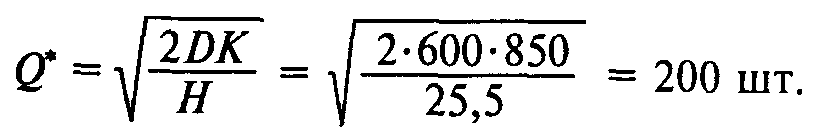 Q* = √(2DK / H) = √(2·600·850 / 25,5) = 200 шт.